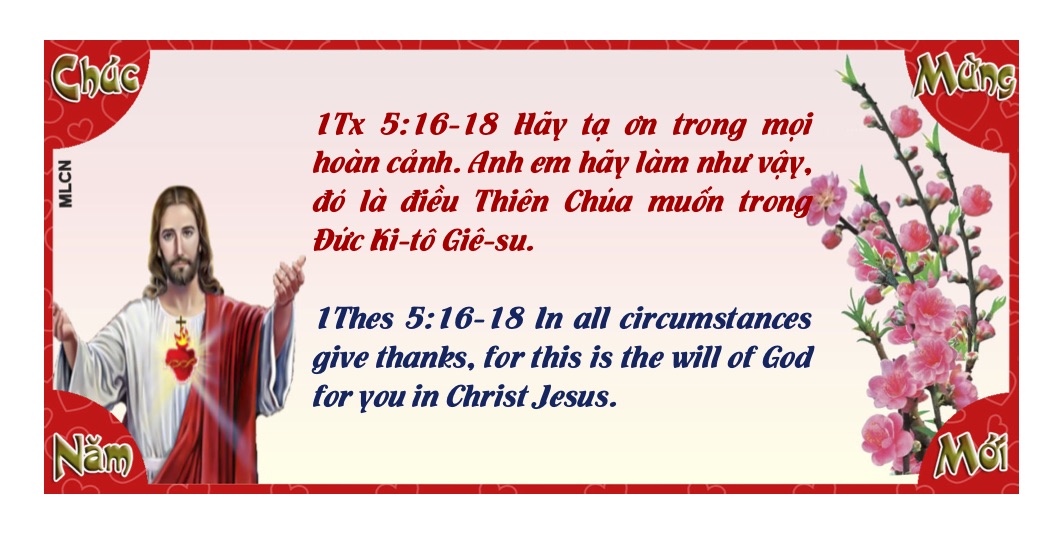 Chúc
Mừng
MLCN
1Tx 5:16-18 Hãy tạ ơn trong mọi
hoàn cảnh. Anh em hãy làm như vậy,
đó là điều Thiên Chúa muốn trong
Đức Ki-tô Giê-su.
1Thes 5:16-18 In all circumstances
give thanks, for this is the will of God
for you in Christ Jesus.
Năm
Mới